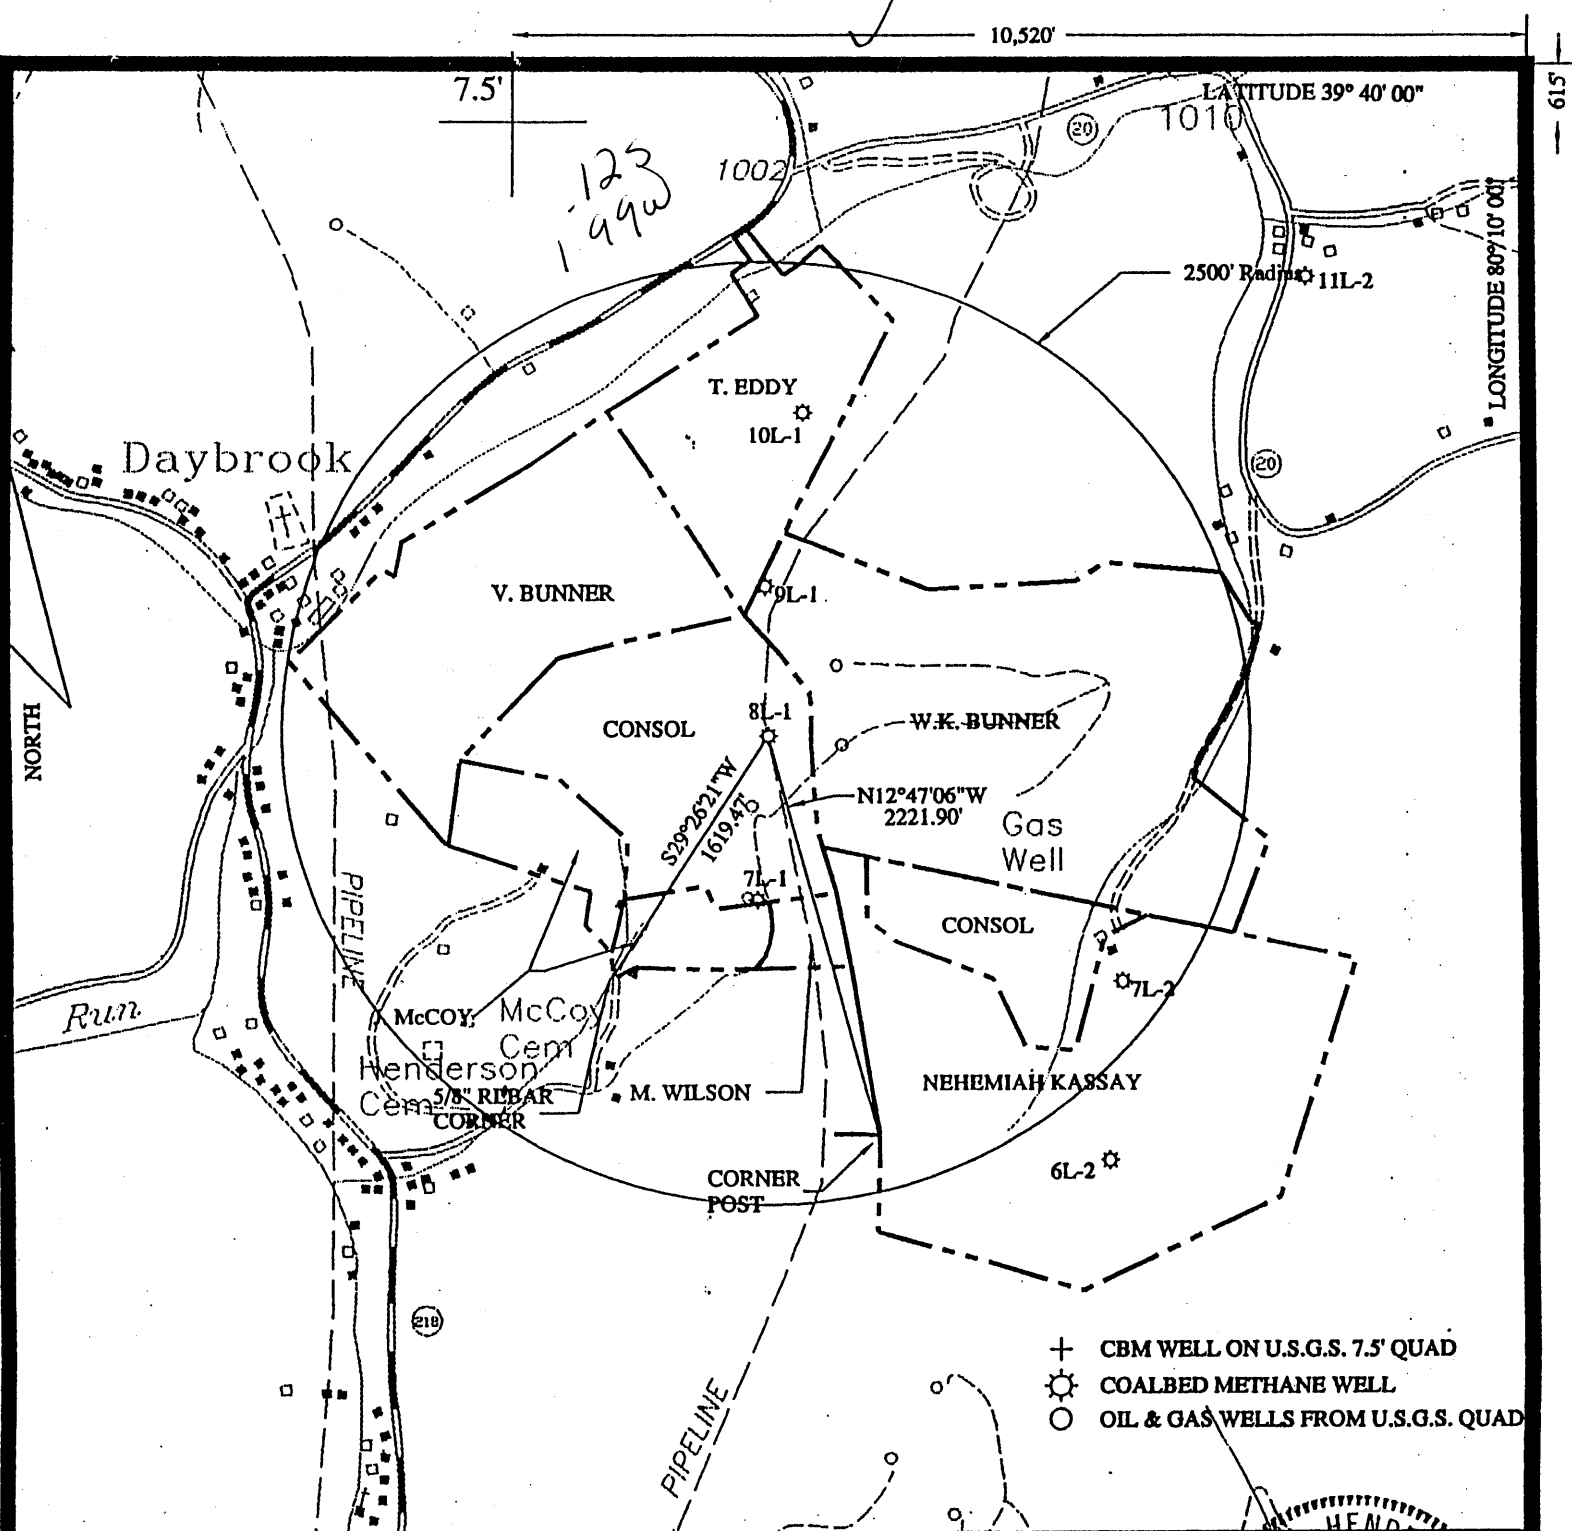 10,520'
615'
7.5'
LATITUDE 39° 40' 00"
1010
20
1002
.123
199w
LONGITUDE 80° 10' 00"
2500' Radius
11L-2
T. EDDY
10L-1
Daybrook
20
V. BUNNER
9L-1
NORTH
CONSOL
8L-1
W.K. BUNNER
S29°26'21"W
1619.47'
N12°47'06"W
2221.90'
Gas
Well
7L-1
CONSOL
PIPELINE
7L-2
Run
McCOY
McCoy
Cem
Henderson
Cem
5/8" REBAR
CORNER
M. WILSON
NEHEMIAH KASSAY
CORNER
POST
6L-2
218
PIPELINE
CBM WELL ON U.S.G.S. 7.5' QUAD
COALBED METHANE WELL
OIL & GAS WELLS FROM U.S.G.S. QUAD